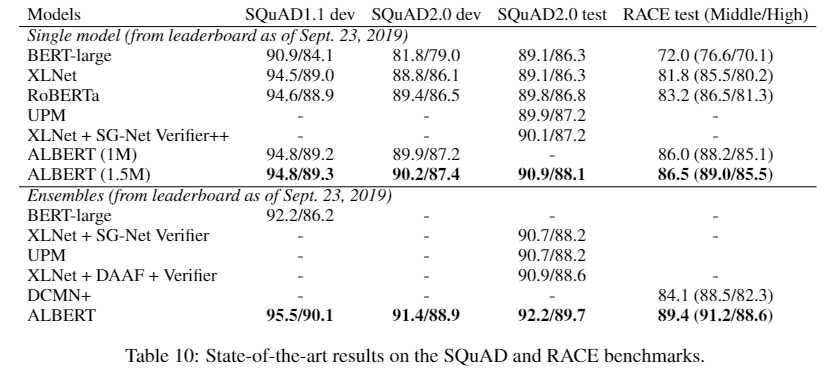 Models SQuAD1.1 dev SQuAD2.0 dev SQuAD2.0 test RACE test (Middle/High)
Single model (from leaderboard as of Sept. 23, 2019)
BERT-large 90.9/84.1 81.8/79.0 89.1/86.3 72.0 (76.6/70.1)
XLNet 94.5/89.0 88.8/86.1 89.1/86.3 81.8 (85.5/80.2)
RoBERTa 94.6/88.9 89.4/86.5 89.8/86.8 83.2 (86.5/81.3)
UPM - - 89.9/87.2 -
XLNet + SG-Net Verifier++ - - 90.1/87.2 -
ALBERT (1M) 94.8/89.2 89.9/87.2 - 86.0 (88.2/85.1)
ALBERT (1.5M) 94.8/89.3 90.2/87.4 90.9/88.1 86.5 (89.0/85.5)
Ensembles (from leaderboard as of Sept. 23, 2019)
BERT-large 92.2/86.2 - - -
XLNet + SG-Net Verifier - - 90.7/88.2 -
UPM - - 90.7/88.2
XLNet + DAAF + Verifier - - 90.9/88.6 -
DCMN+ - - - 84.1 (88.5/82.3)
ALBERT 95.5/90.1 91.4/88.9 92.2/89.7 89.4 (91.2/88.6)
Table 10: State-of-the-art results on the SQuAD and RACE benchmarks.